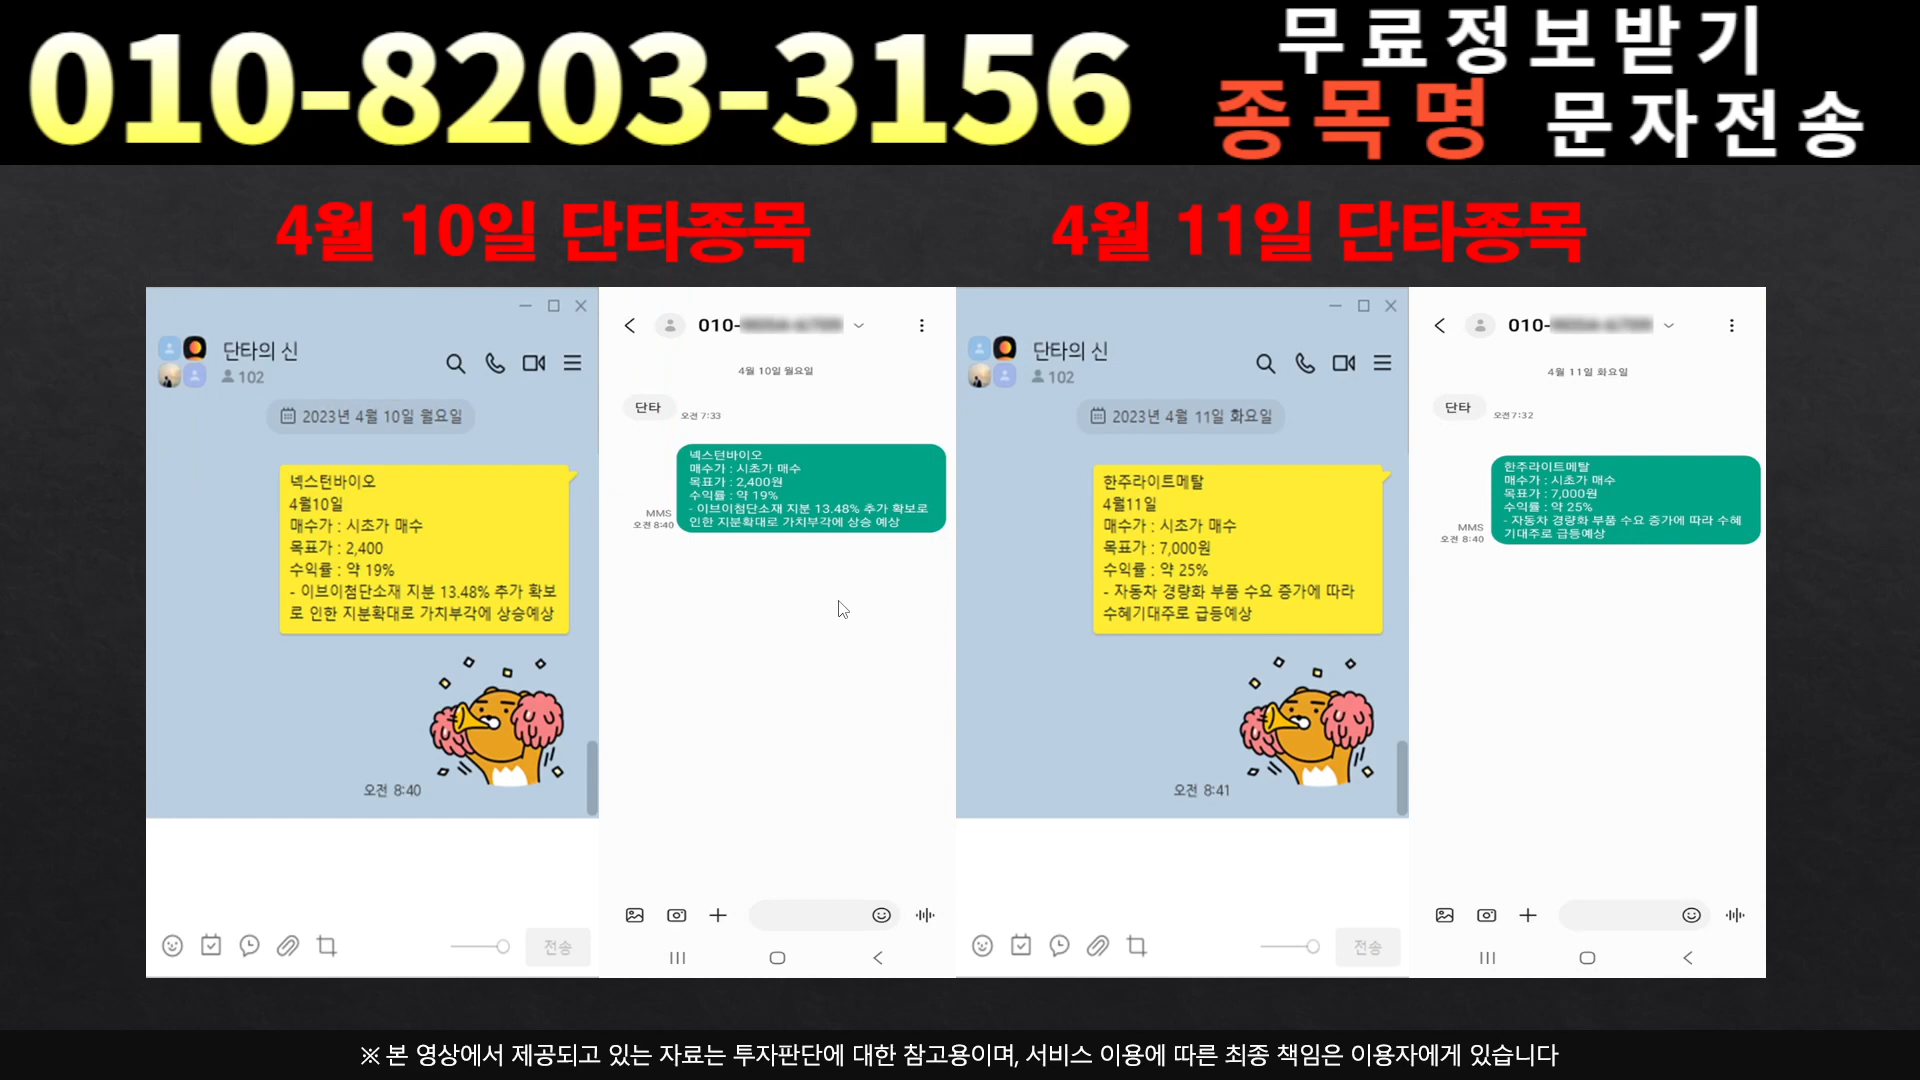 010-8203-3156
무료정보받기
종목명 문자전송
4월 10일 단타종목
4월 11일 단타종목
단타의 신
102
2023년 4월 10일 월요일
넥스턴바이오
4월10일
매수가 : 시초가 매수
목표가 : 2,400
수익률 : 약 19%
- 이브이첨단소재 지분 13.48% 추가 확보
로 인한 지분확대로 가치부각에 상승예상
오전 8:40
전송
010-
4월 10일 월요일
단타
오전 7:33
넥스턴바이오
매수가 : 시초가 매수
목표가 : 2,400원
수익률 : 약 19%
- 이브이첨단소재 지분 13.48% 추가 확보로
인한 지분확대로 가치부각에 상승 예상
MMS
오전 8:40
단타의 신
102
2023년 4월 11일 화요일
한주라이트메탈
4월11일
매수가 : 시초가 매수
목표가 : 7,000원
수익률 : 약 25%
- 자동차 경량화 부품 수요 증가에 따라
수혜기대주로 급등예상
오전 8:41
전송
010-
4월 11일 화요일
단타
오전 7:32
한주라이트메탈
매수가 : 시초가 매수
목표가 : 7,000원
수익률 : 약 25%
- 자동차 경량화 부품 수요 증가에 따라 수혜
기대주로 급등예상
MMS
오전 8:40
※ 본 영상에서 제공되고 있는 자료는 투자판단에 대한 참고용이며, 서비스 이용에 따른 최종 책임은 이용자에게 있습니다